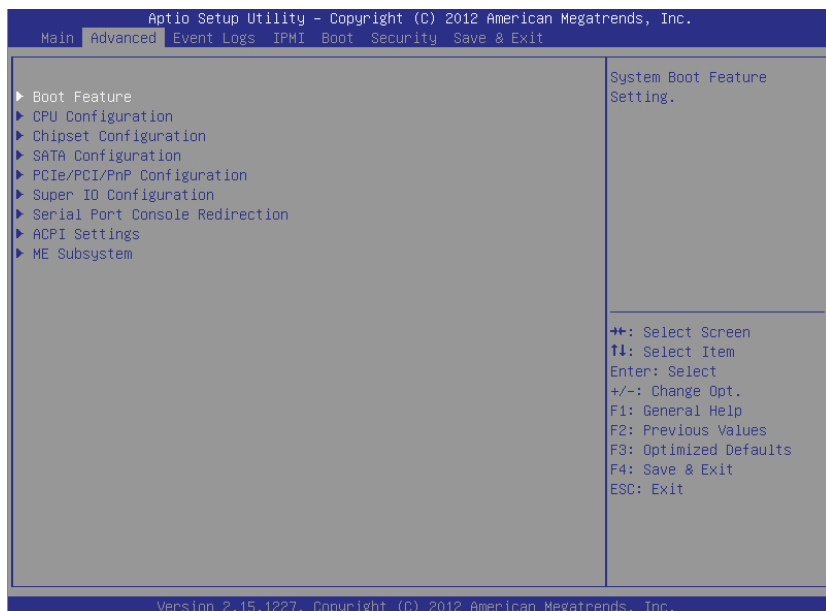 Aptio Setup Utility – Copyright (C) 2012 American Megatrends, Inc.
Main Advanced Event Logs IPMI Boot Security Save & Exit
▶ Boot Feature
▶ CPU Configuration
▶ Chipset Configuration
▶ SATA Configuration
▶ PCIe/PCI/PnP Configuration
▶ Super IO Configuration
▶ Serial Port Console Redirection
▶ ACPI Settings
▶ ME Subsystem
System Boot Feature
Setting.
→←: Select Screen
↑↓: Select Item
Enter: Select
+/-: Change Opt.
F1: General Help
F2: Previous Values
F3: Optimized Defaults
F4: Save & Exit
ESC: Exit
Version 2.15.1227. Copyright (C) 2012 American Megatrends, Inc.